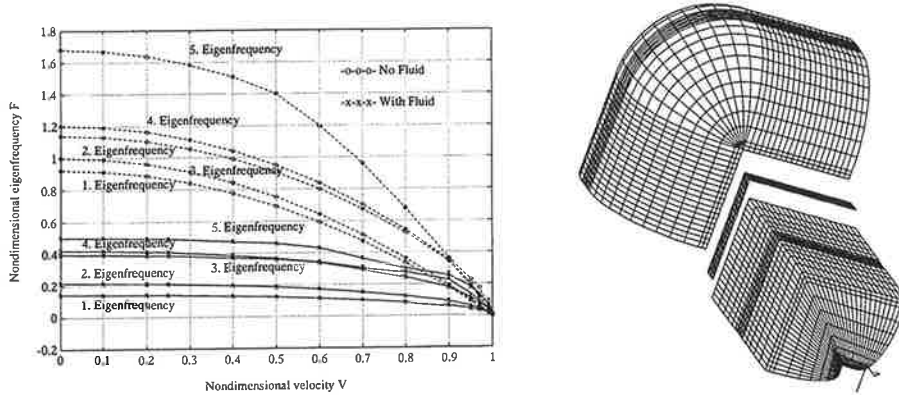 1.8
1.6
1.4
1.2
1
0.8
0.6
0.4
0.2
0
-0.2
Nondimensional eigenfrequency F
5. Eigenfrequency
-o-o-o- No Fluid
-x-x-x- With Fluid
4. Eigenfrequency
2. Eigenfrequency
3. Eigenfrequency
1. Eigenfrequency
5. Eigenfrequency
4. Eigenfrequency
3. Eigenfrequency
2. Eigenfrequency
1. Eigenfrequency
0 0.1 0.2 0.3 0.4 0.5 0.6 0.7 0.8 0.9 1
Nondimensional velocity V